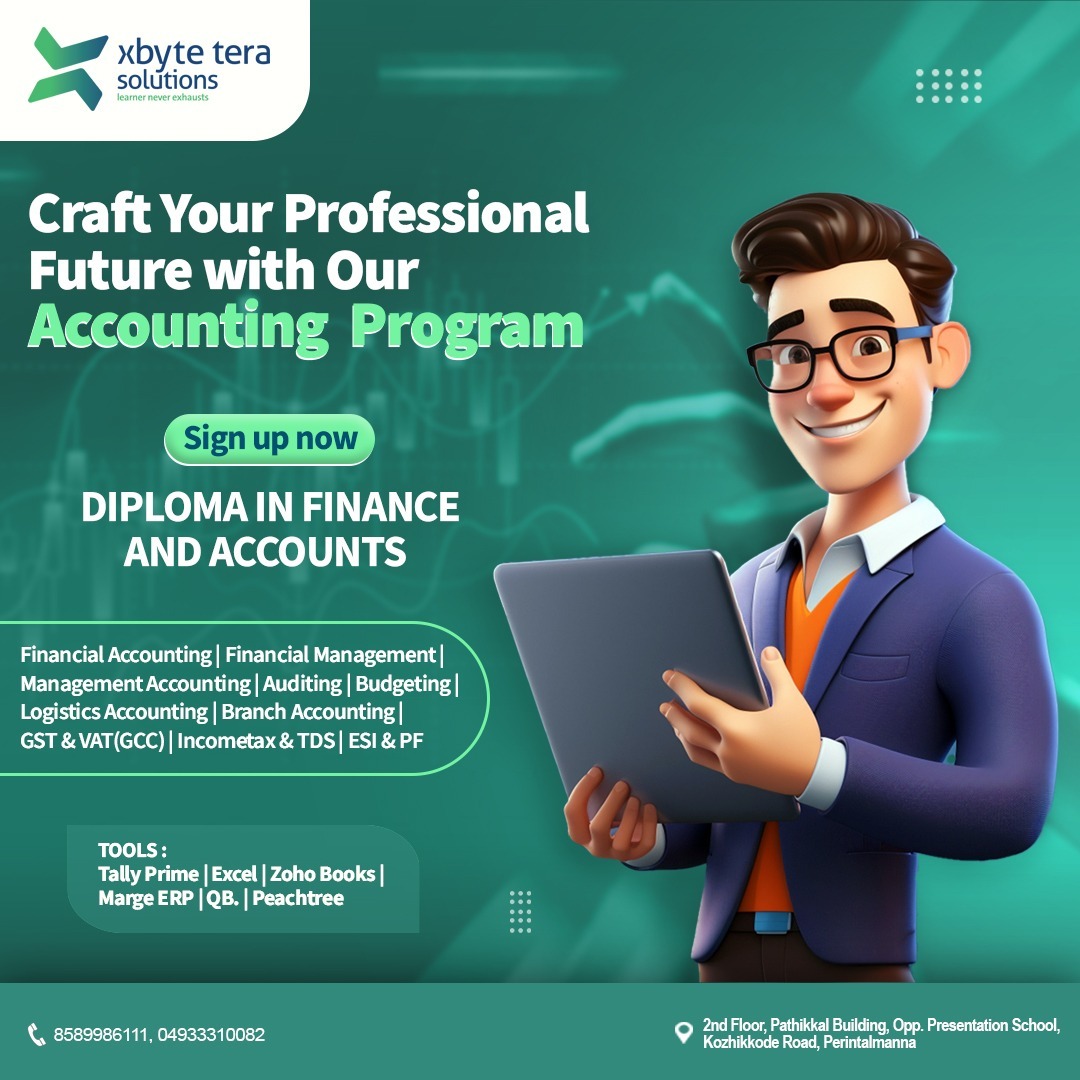 xbyte tera
solutions
learner never exhausts
Craft Your Professional
Future with Our
Accounting Program
Sign up now
DIPLOMA IN FINANCE
AND ACCOUNTS
Financial Accounting | Financial Management |
Management Accounting | Auditing | Budgeting |
Logistics Accounting | Branch Accounting |
GST & VAT(GCC) | Incometax & TDS | ESI & PF
TOOLS :
Tally Prime | Excel | Zoho Books |
Marge ERP | QB. | Peachtree
8589986111, 04933310082
2nd Floor, Pathikkal Building, Opp. Presentation School,
Kozhikkode Road, Perintalmanna